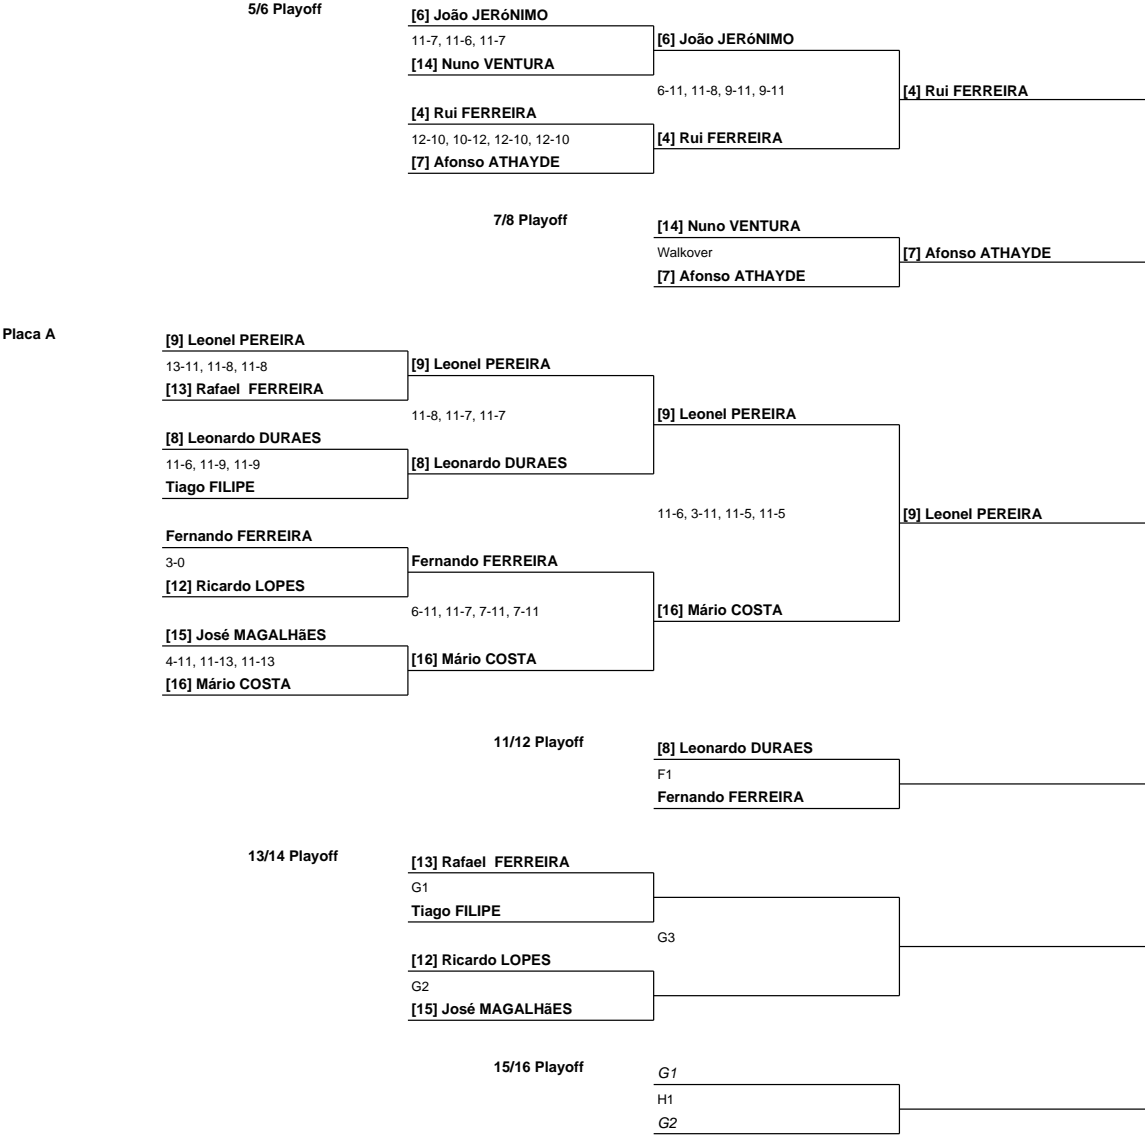 5/6 Playoff
[6] João JERóNIMO
11-7, 11-6, 11-7
[14] Nuno VENTURA
[6] João JERóNIMO
6-11, 11-8, 9-11, 9-11
[4] Rui FERREIRA
[4] Rui FERREIRA
12-10, 10-12, 12-10, 12-10
[7] Afonso ATHAYDE
[4] Rui FERREIRA
7/8 Playoff
[14] Nuno VENTURA
Walkover
[7] Afonso ATHAYDE
[7] Afonso ATHAYDE
Placa A
[9] Leonel PEREIRA
13-11, 11-8, 11-8
[13] Rafael FERREIRA
[9] Leonel PEREIRA
11-8, 11-7, 11-7
[9] Leonel PEREIRA
[8] Leonardo DURAES
11-6, 11-9, 11-9
Tiago FILIPE
[8] Leonardo DURAES
11-6, 3-11, 11-5, 11-5
[9] Leonel PEREIRA
Fernando FERREIRA
3-0
[12] Ricardo LOPES
Fernando FERREIRA
6-11, 11-7, 7-11, 7-11
[16] Mário COSTA
[15] José MAGALHãES
4-11, 11-13, 11-13
[16] Mário COSTA
[16] Mário COSTA
11/12 Playoff
[8] Leonardo DURAES
F1
Fernando FERREIRA
13/14 Playoff
[13] Rafael FERREIRA
G1
Tiago FILIPE
G3
[12] Ricardo LOPES
G2
[15] José MAGALHãES
15/16 Playoff
G1
H1
G2